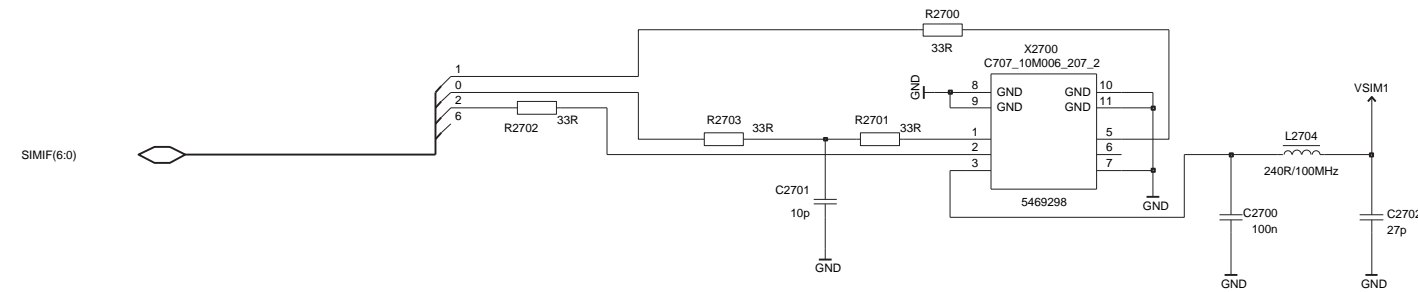 R2700
33R
X2700
C707_10M006_207_2
1
0
2
6
R2702
33R
R2703
33R
R2701
33R
GND
8
9
GND
GND
GND
GND
10
11
1
2
3
5
6
7
5469298
GND
VSIM1
L2704
240R/100MHz
SIMIF(6:0)
C2701
10p
GND
C2700
100n
GND
C2702
27p
GND